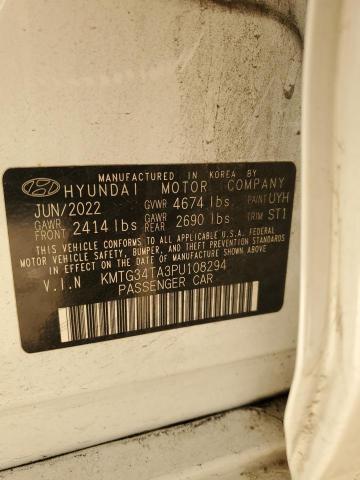 MANUFACTURED IN KOREA BY
HYUNDAI MOTOR COMPANY
JUN/2022 GVWR 4674 lbs. PAINT UYH
GAWR FRONT 2414 lbs GAWR REAR 2690 lbs TRIM ST1
THIS VEHICLE CONFORMS TO ALL APPLICABLE U.S.A. FEDERAL
MOTOR VEHICLE SAFETY, BUMPER, AND THEFT PREVENTION
STANDARDS IN EFFECT ON THE DATE OF MANUFACTURE SHOWN ABOVE.
V.I.N KMTG34TA3PU108294
PASSENGER CAR